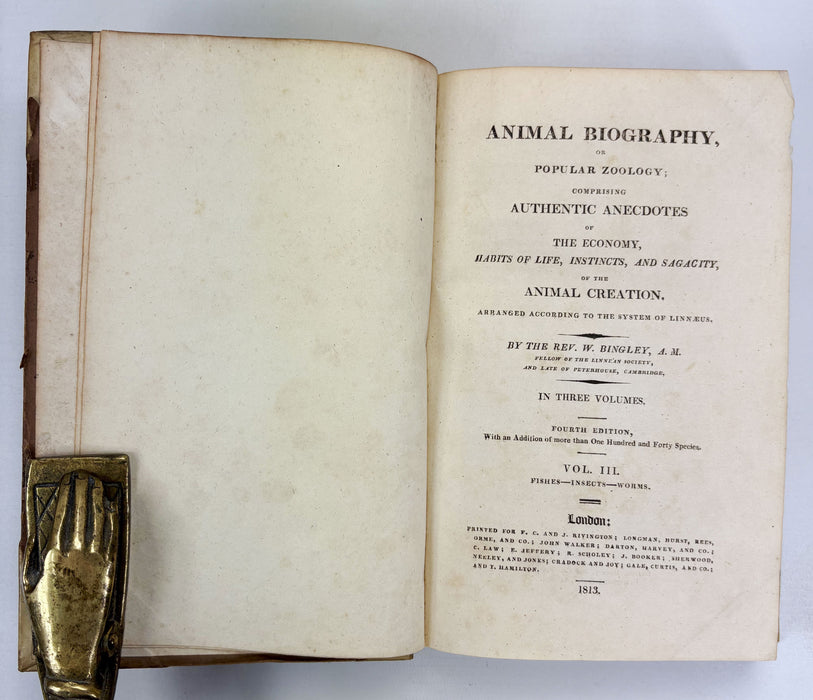 ANIMAL BIOGRAPHY,
OR
POPULAR ZOOLOGY;
COMPRISING
AUTHENTIC ANECDOTES
OF
THE ECONOMY,
HABITS OF LIFE, INSTINCTS, AND SAGACITY,
OF THE
ANIMAL CREATION.
ARRANGED ACCORDING TO THE SYSTEM OF LINNÆUS.
BY THE REV. W. BINGLEY, A. M.
FELLOW OF THE LINNEAN SOCIETY,
AND LATE OF PETERHOUSE, CAMBRIDGE,
IN THREE VOLUMES.
FOURTH EDITION,
With an Addition of more than One Hundred and Forty Species.
VOL. III.
FISHES—INSECTS—WORMS.
London:
PRINTED FOR F. C. AND J. RIVINGTON; LONGMAN, HURST, REES,
ORME, AND CO.; JOHN WALKER; DARTON, HARVEY, AND CO.;
C. LAW; E. JEFFERY; R. SCHOLEY; J. BOOKER; SHERWOOD,
NEELEY, AND JONES; CRADOCK AND JOY; GALE, CURTIS, AND CO.;
AND T. HAMILTON.
1813.